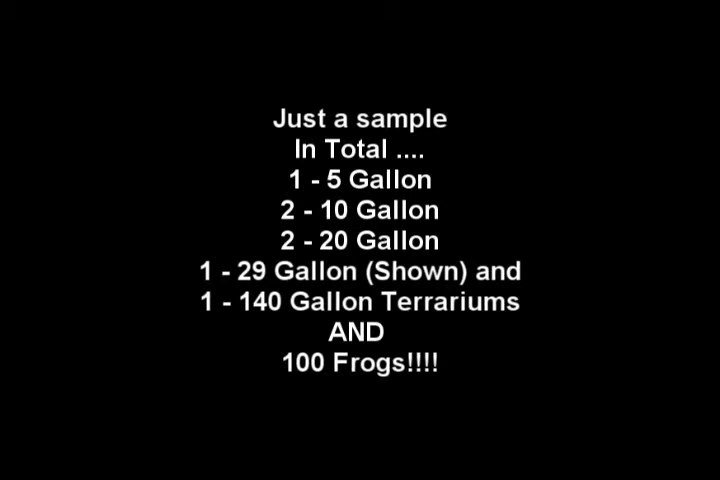 Just a sample
In Total ....
1 - 5 Gallon
2 - 10 Gallon
2 - 20 Gallon
1 - 29 Gallon (Shown) and
1 - 140 Gallon Terrariums
AND
100 Frogs!!!!